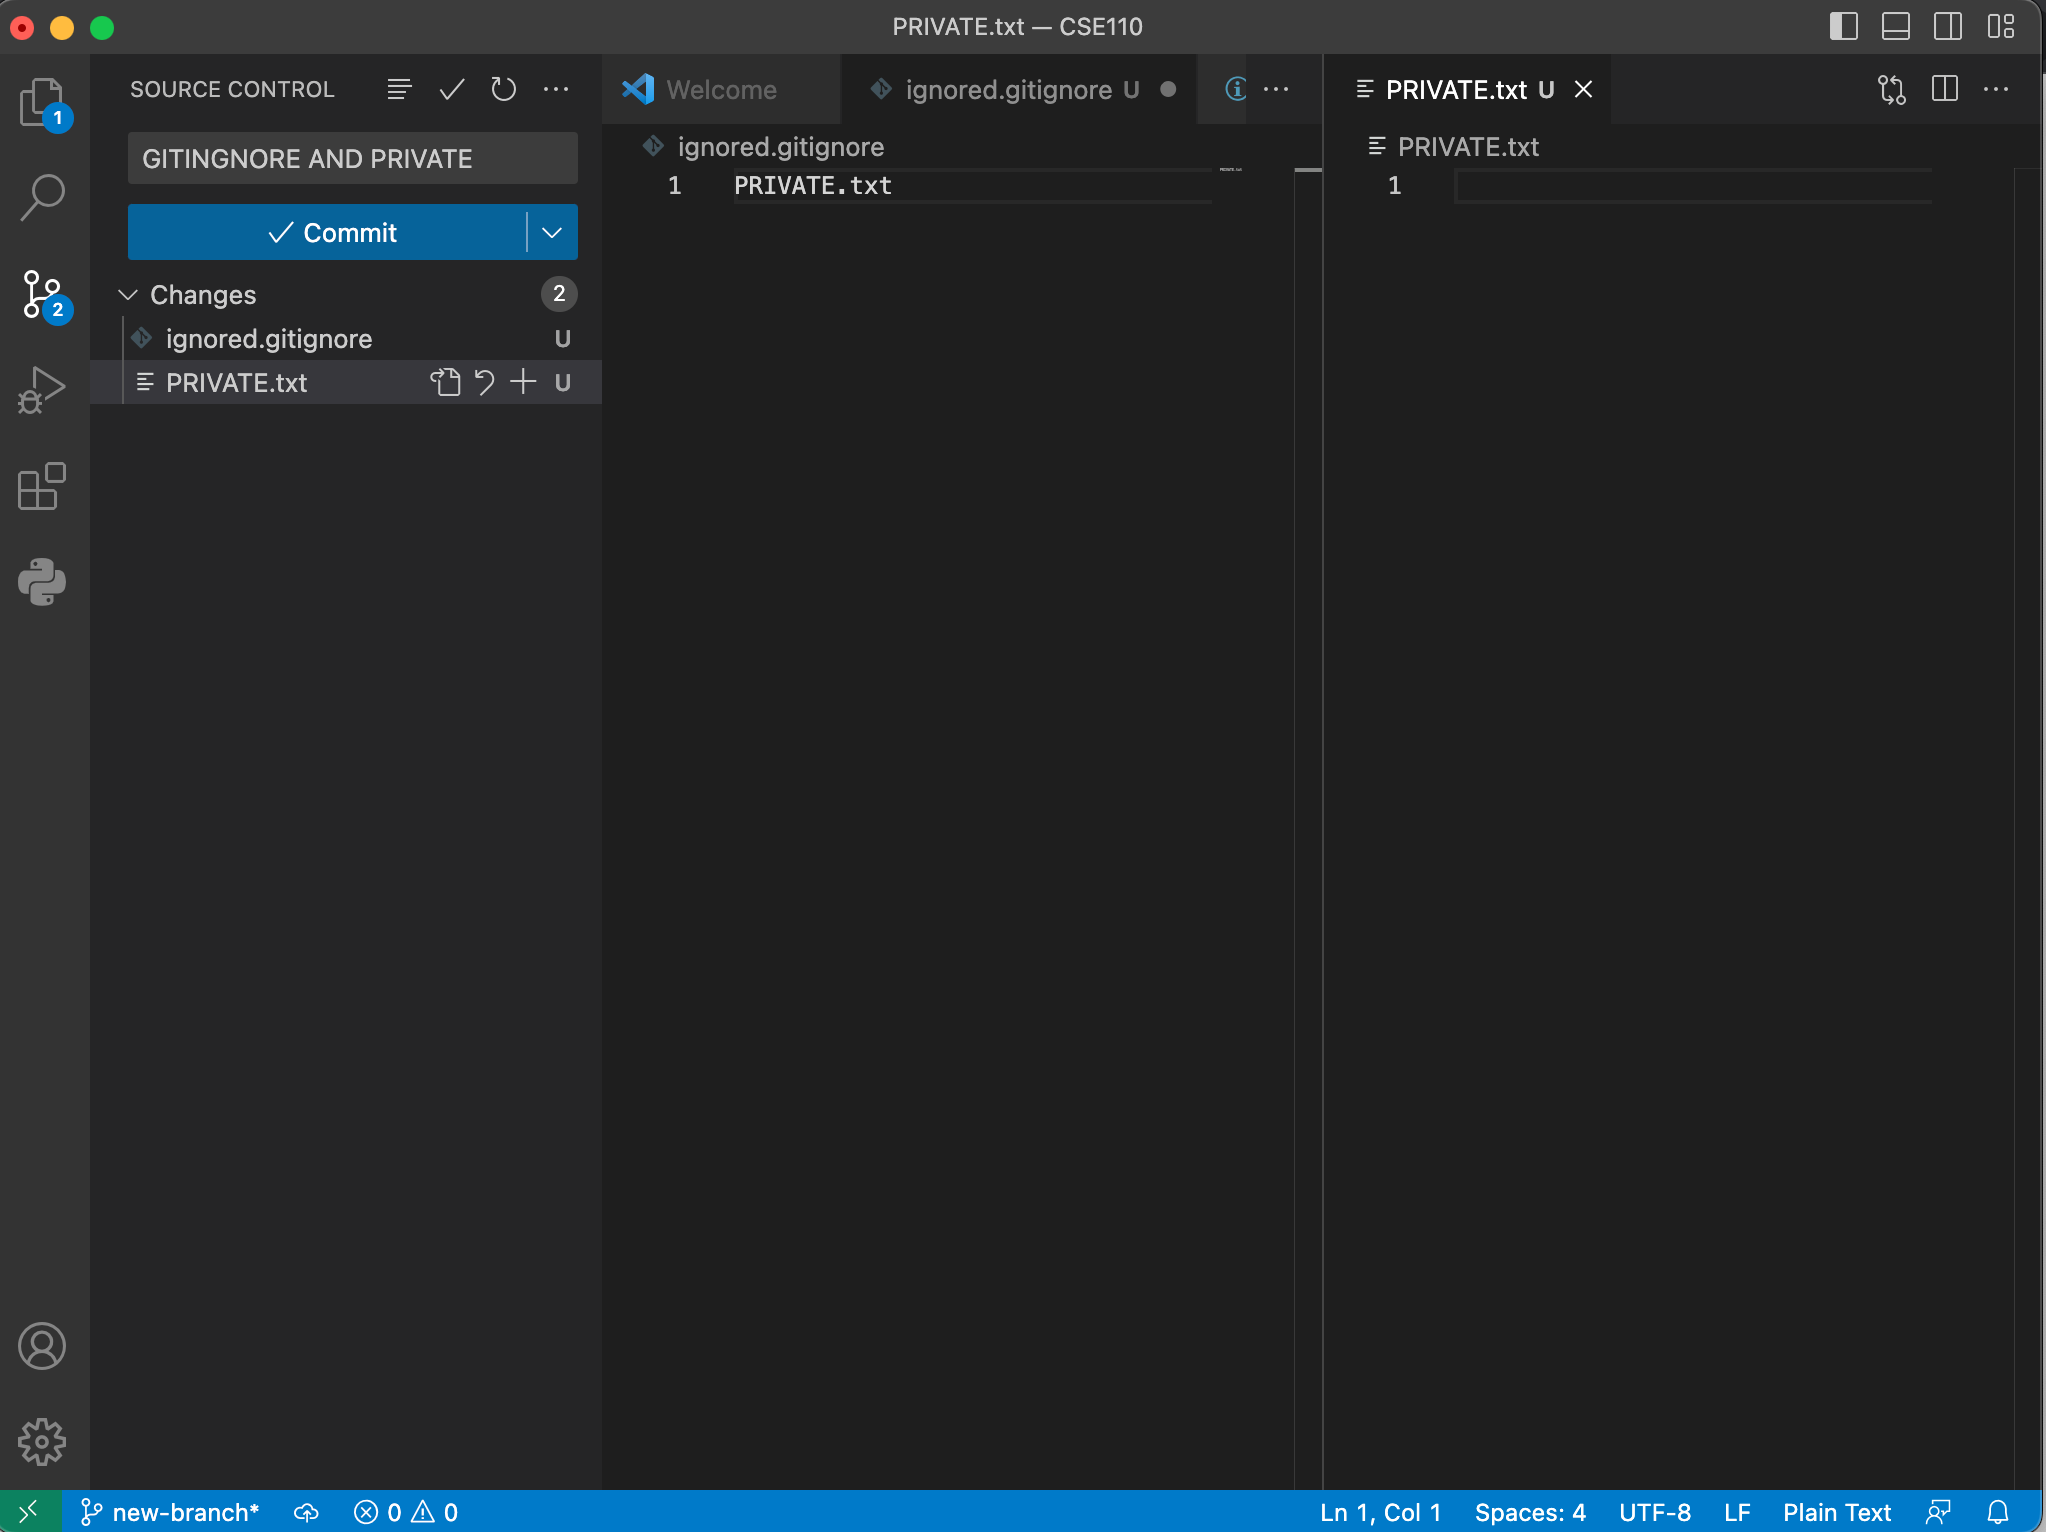 PRIVATE.txt — CSE110
1
SOURCE CONTROL
GITINGNORE AND PRIVATE
Commit
Changes 2
ignored.gitignore U
PRIVATE.txt U
2
Welcome
ignored.gitignore U
ignored.gitignore
1 PRIVATE.txt
PRIVATE.txt U
PRIVATE.txt
1
new-branch* 0 0
Ln 1, Col 1 Spaces: 4 UTF-8 LF Plain Text